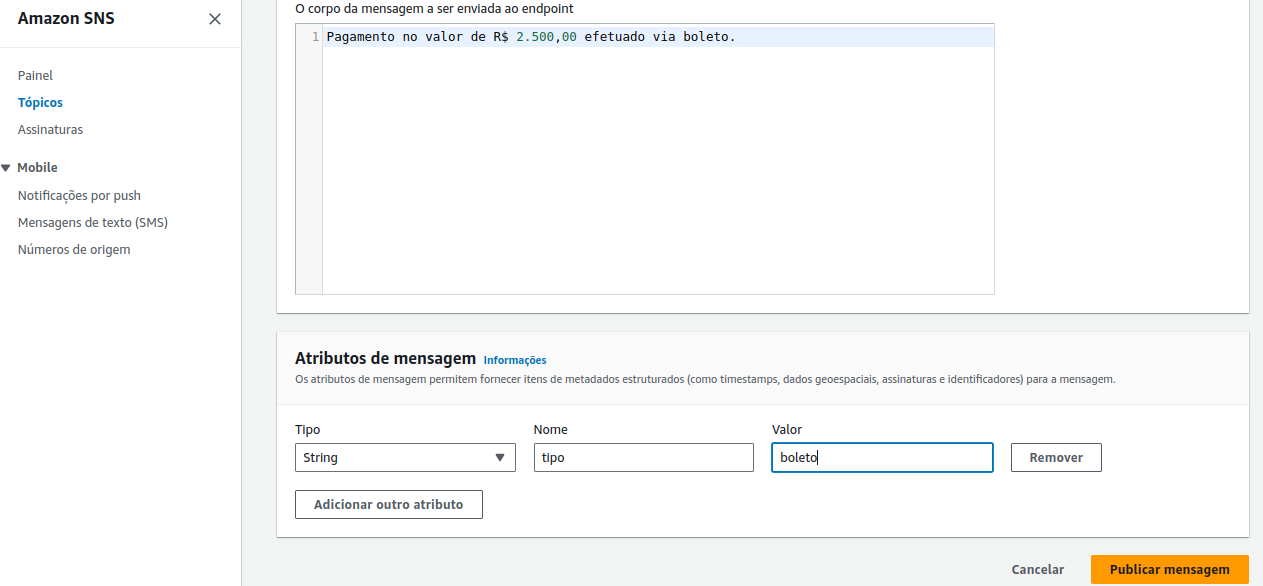 Amazon SNS
Painel
Tópicos
Assinaturas
Mobile
Notificações por push
Mensagens de texto (SMS)
Números de origem
O corpo da mensagem a ser enviada ao endpoint
1 Pagamento no valor de R$ 2.500,00 efetuado via boleto.
Atributos de mensagem Informações
Os atributos de mensagem permitem fornecer itens de metadados estruturados (como timestamps, dados geoespaciais, assinaturas e identificadores) para a mensagem.
Tipo Nome Valor
String tipo boleto Remover
Adicionar outro atributo
Cancelar Publicar mensagem